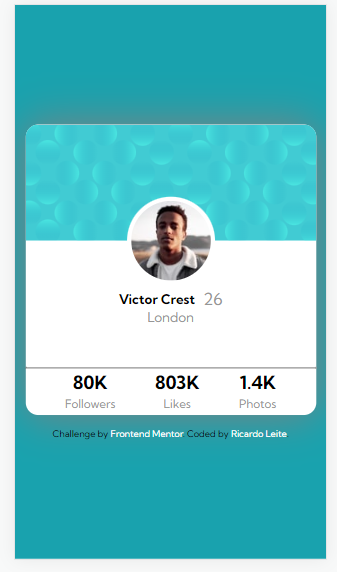 Victor Crest 26
London
80K 803K 1.4K
Followers Likes Photos
Challenge by Frontend Mentor. Coded by Ricardo Leite